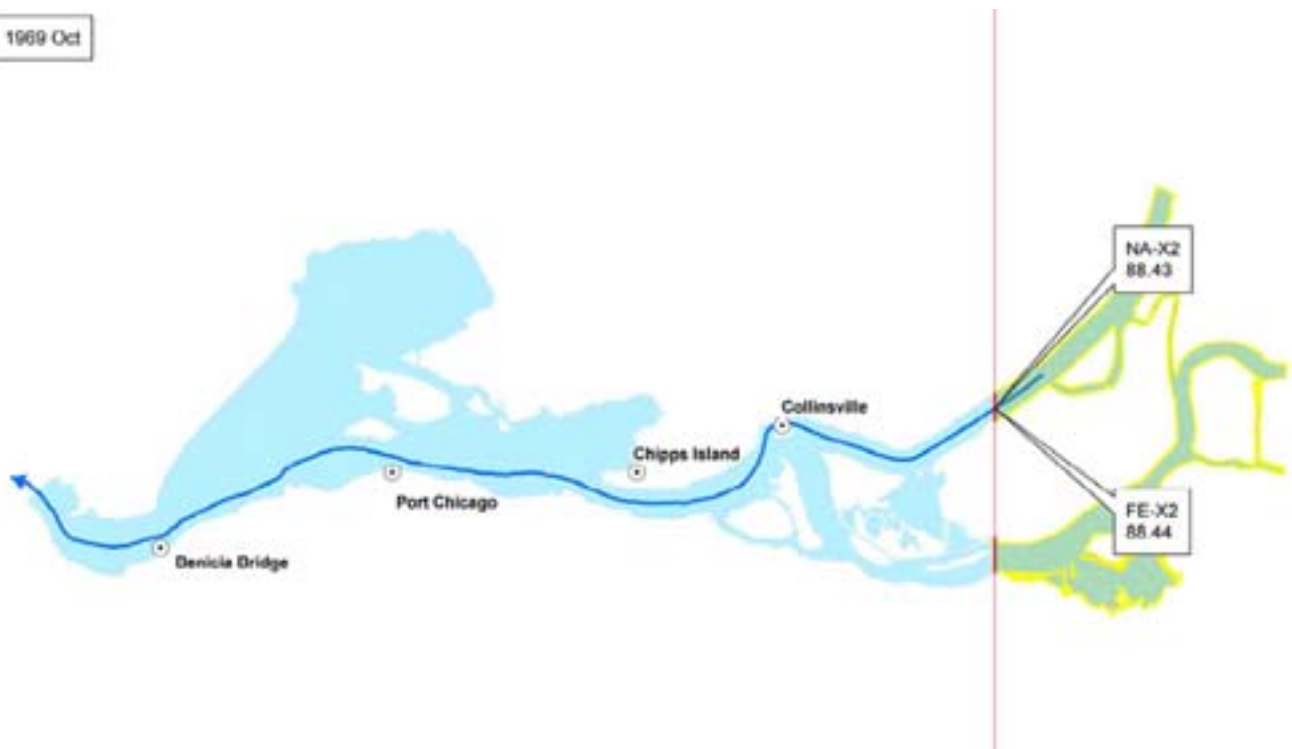 1969 Oct
NA-X2
88.43
Collinsville
Chipps Island
Port Chicago
FE-X2
88.44
Benicia Bridge